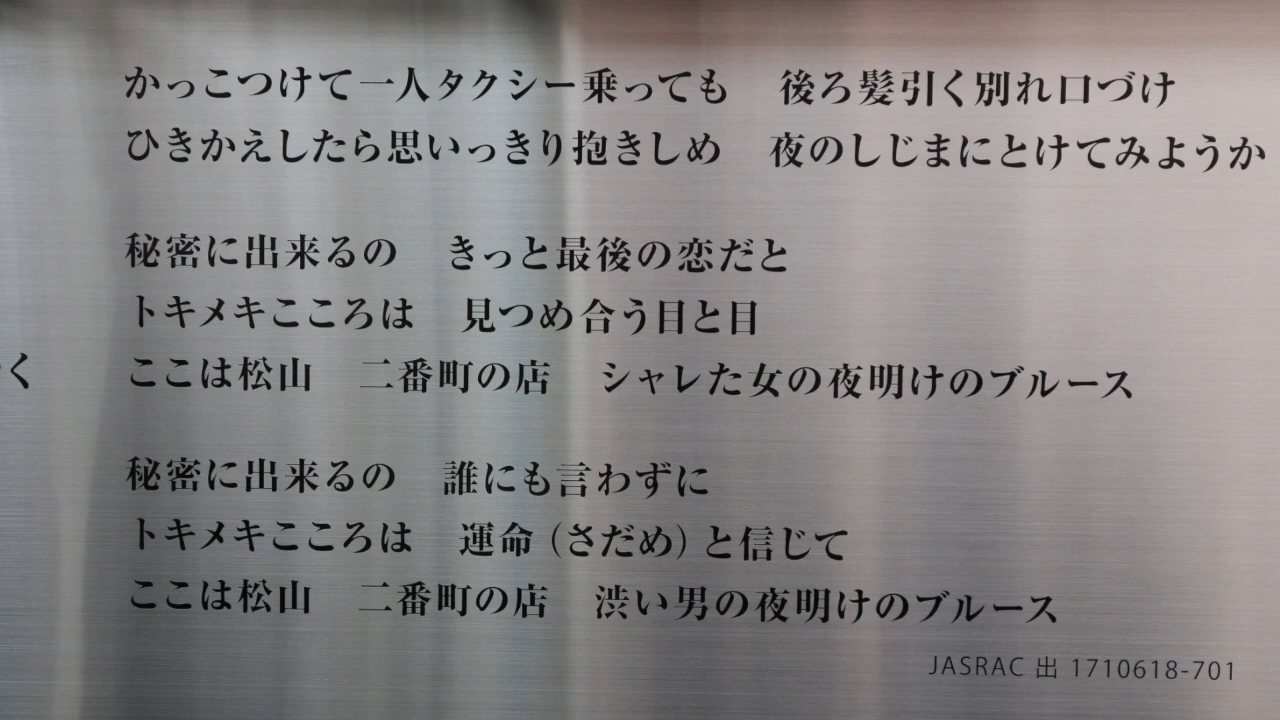 かっこつけて一人タクシー乗っても　後ろ髪引く別れ口づけ
ひきかえしたら思いっきり抱きしめ　夜のしじまにとけてみようか
秘密に出来るの　きっと最後の恋だと
トキメキこころは　見つめ合う目と目
く
ここは松山　二番町の店　シャレた女の夜明けのブルース
秘密に出来るの　誰にも言わずに
トキメキこころは　運命（さだめ）と信じて
ここは松山　二番町の店　渋い男の夜明けのブルース
JASRAC 出 1710618-701